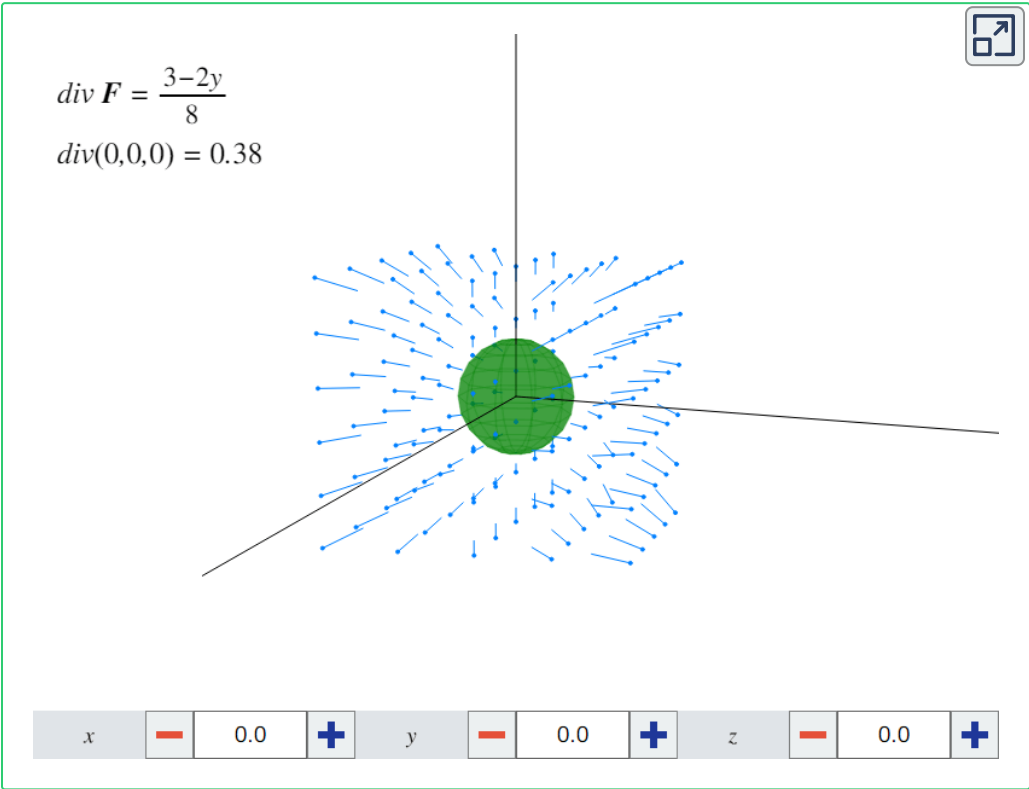 div F = 3−2y
8
div(0,0,0) = 0.38
x − 0.0 + y − 0.0 + z − 0.0 +